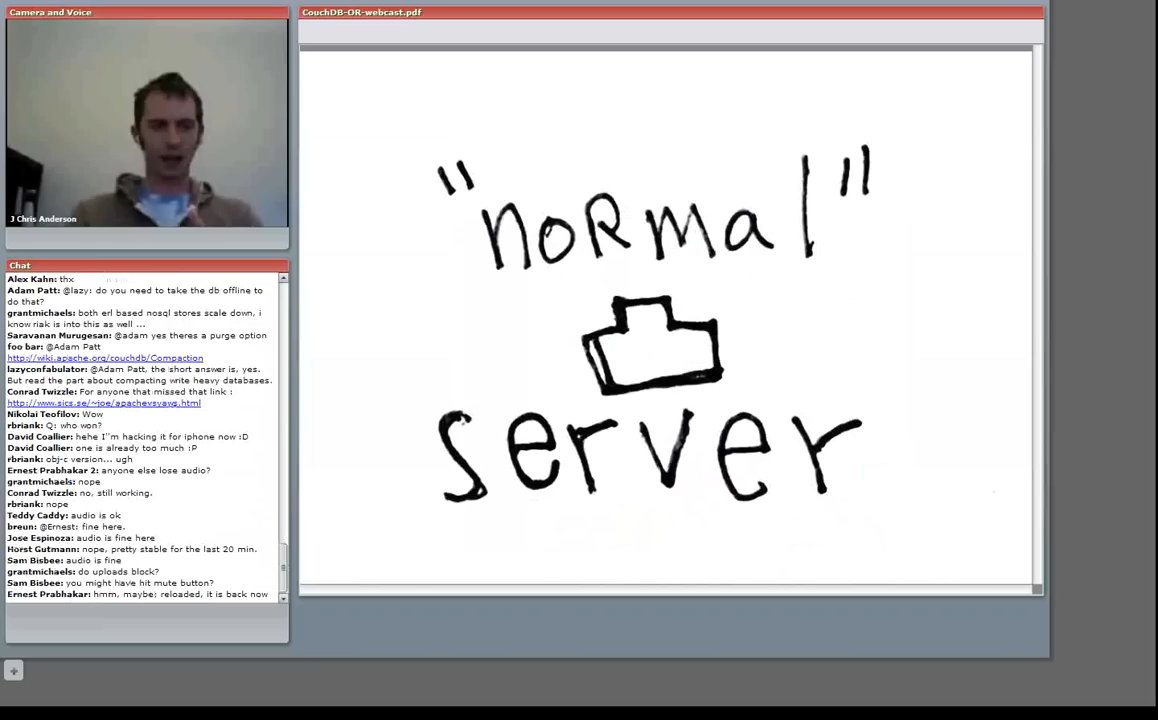 Camera and Voice
J Chris Anderson
Chat
Alex Kahn: thx
Adam Patt: @lazy: do you need to take the db offline to
do that?
grantmichaels: both erl based nosql stores scale down, i
know riak is into this as well ...
Saravanan Murugesan: @adam yes theres a purge option
foo bar: @Adam Patt
http://wiki.apache.org/couchdb/Compaction
lazyconfabulator: @Adam Patt, the short answer is, yes.
But read the part about compacting write heavy databases.
Conrad Twizzle: For anyone that missed that link :
http://www.sics.se/~joe/apachevsyaws.html
Nikolai Teofilov: Wow
rbriank: Q: who won?
David Coallier: hehe I"m hacking it for iphone now :D
David Coallier: one is already too much :P
rbriank: obj-c version... ugh
Ernest Prabhakar 2: anyone else lose audio?
grantmichaels: nope
Conrad Twizzle: no, still working.
rbriank: nope
Teddy Caddy: audio is ok
breun: @Ernest: fine here.
Jose Espinoza: audio is fine here
Horst Gutmann: nope, pretty stable for the last 20 min.
Sam Bisbee: audio is fine
grantmichaels: do uploads block?
Sam Bisbee: you might have hit mute button?
Ernest Prabhakar: hmm, maybe; reloaded, it is back now
CouchDB-OR-webcast.pdf
"noRmal"
server